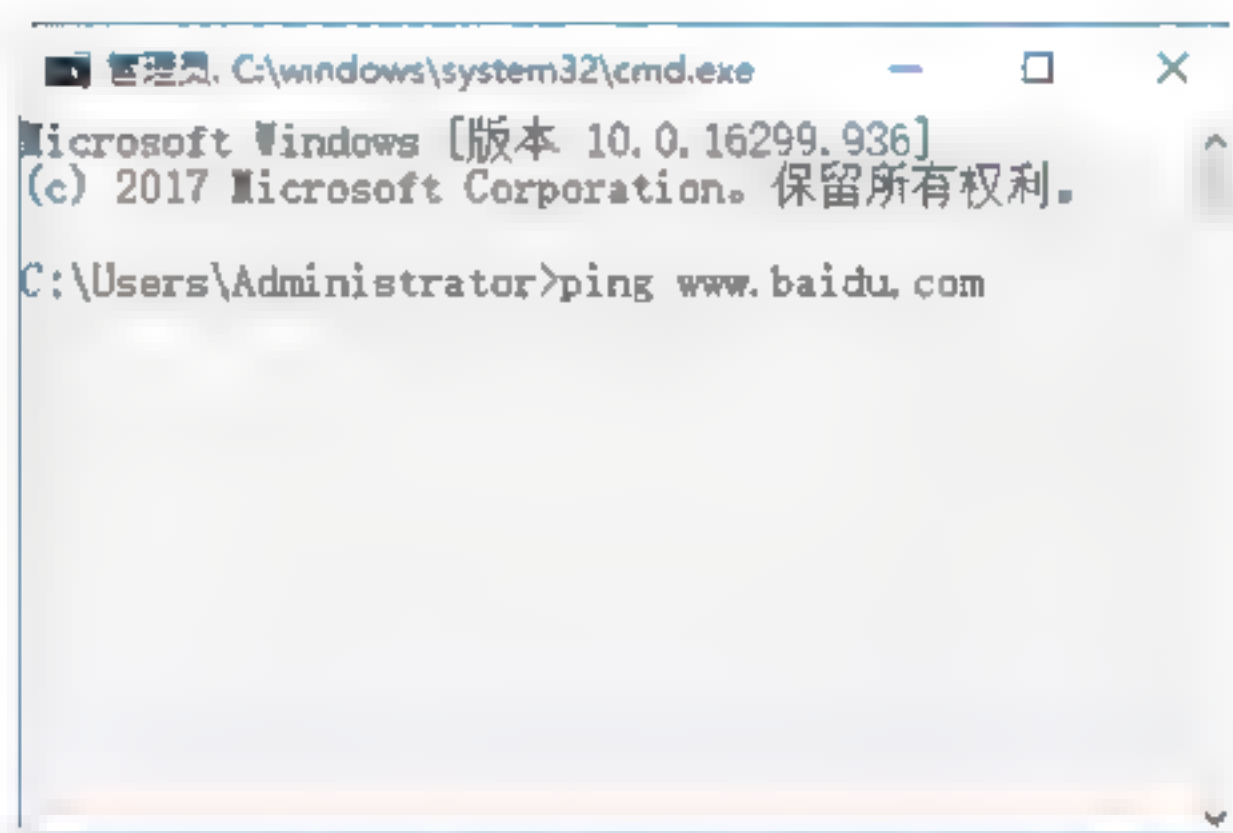 管理员: C:\windows\system32\cmd.exe
Microsoft Windows [版本 10.0.16299.936]
(c) 2017 Microsoft Corporation。保留所有权利。
C:\Users\Administrator>ping www.baidu.com